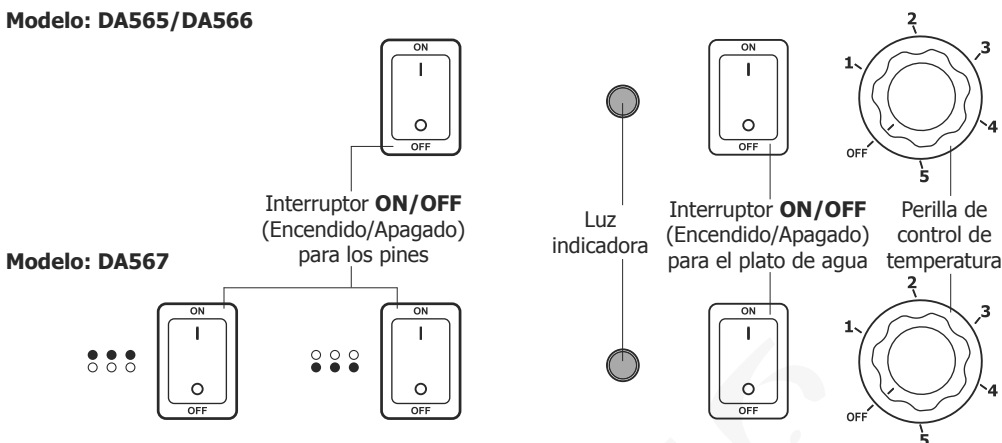 Modelo: DA565/DA566
ON
OFF
ON
OFF
1
2
3
4
5
OFF
Interruptor ON/OFF
(Encendido/Apagado)
para los pines
Luz
indicadora
Interruptor ON/OFF
(Encendido/Apagado)
para el plato de agua
Perilla de
control de
temperatura
Modelo: DA567
ON
OFF
ON
OFF
ON
OFF
1
2
3
4
5
OFF